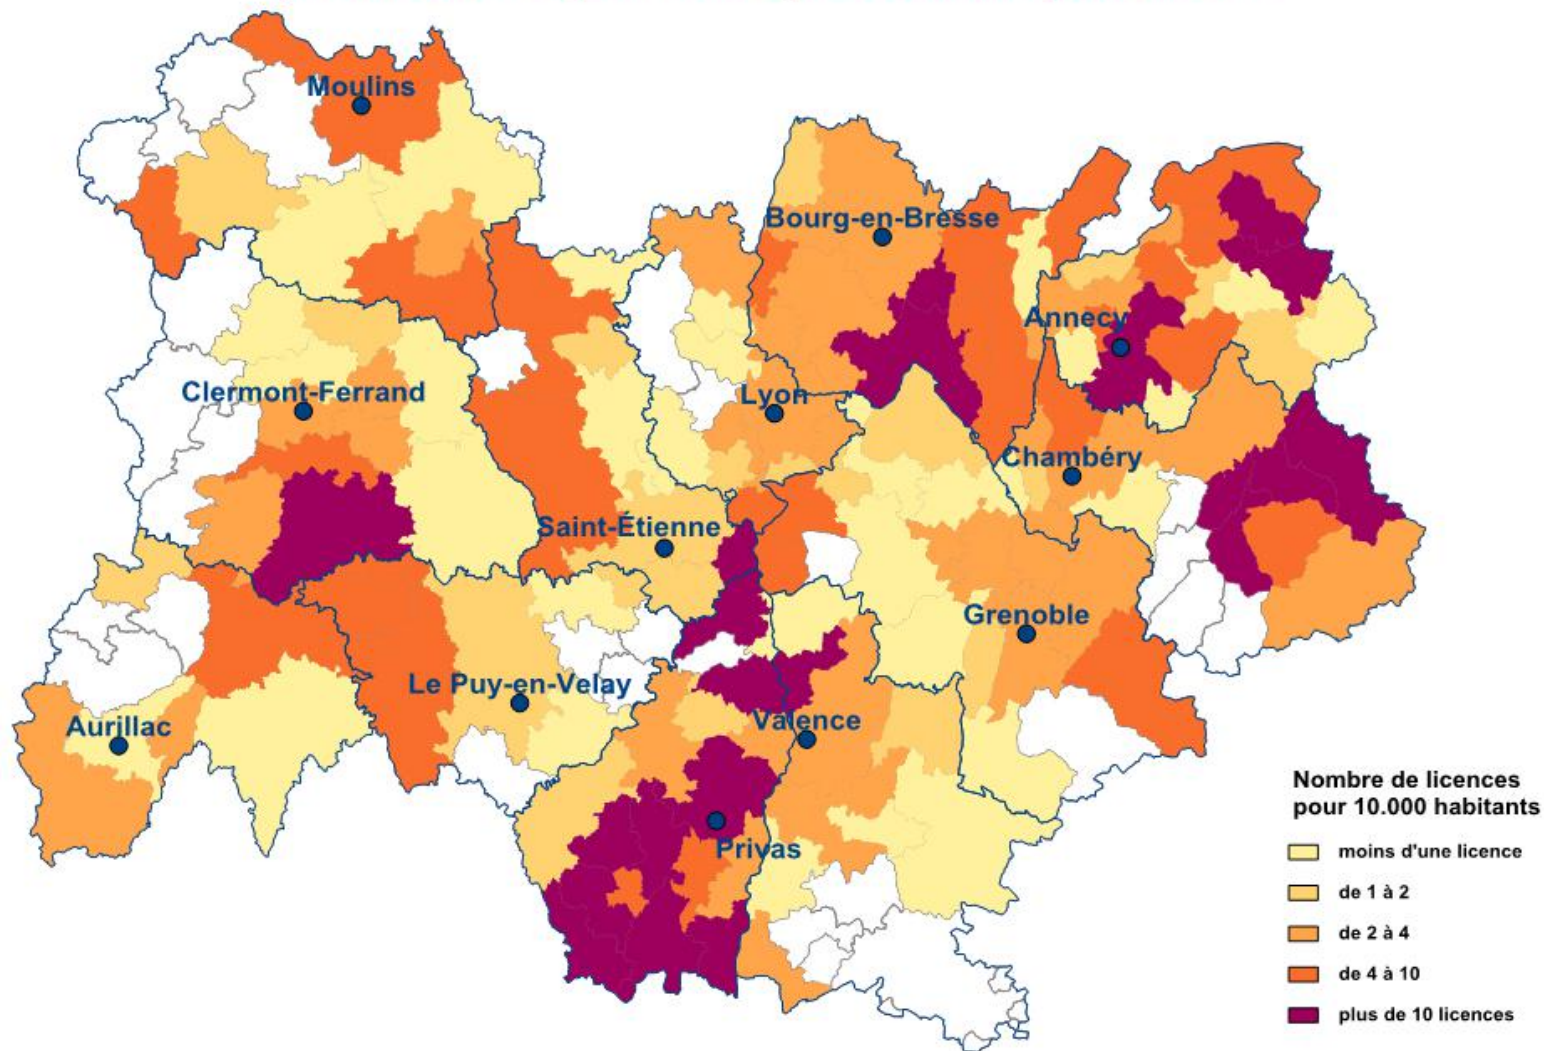 Moulins
Bourg-en-Bresse
Annecy
Clermont-Ferrand
Lyon
Chambéry
Saint-Étienne
Grenoble
Le Puy-en-Velay
Aurillac
Valence
Privas
Nombre de licences
pour 10.000 habitants
moins d'une licence
de 1 à 2
de 2 à 4
de 4 à 10
plus de 10 licences